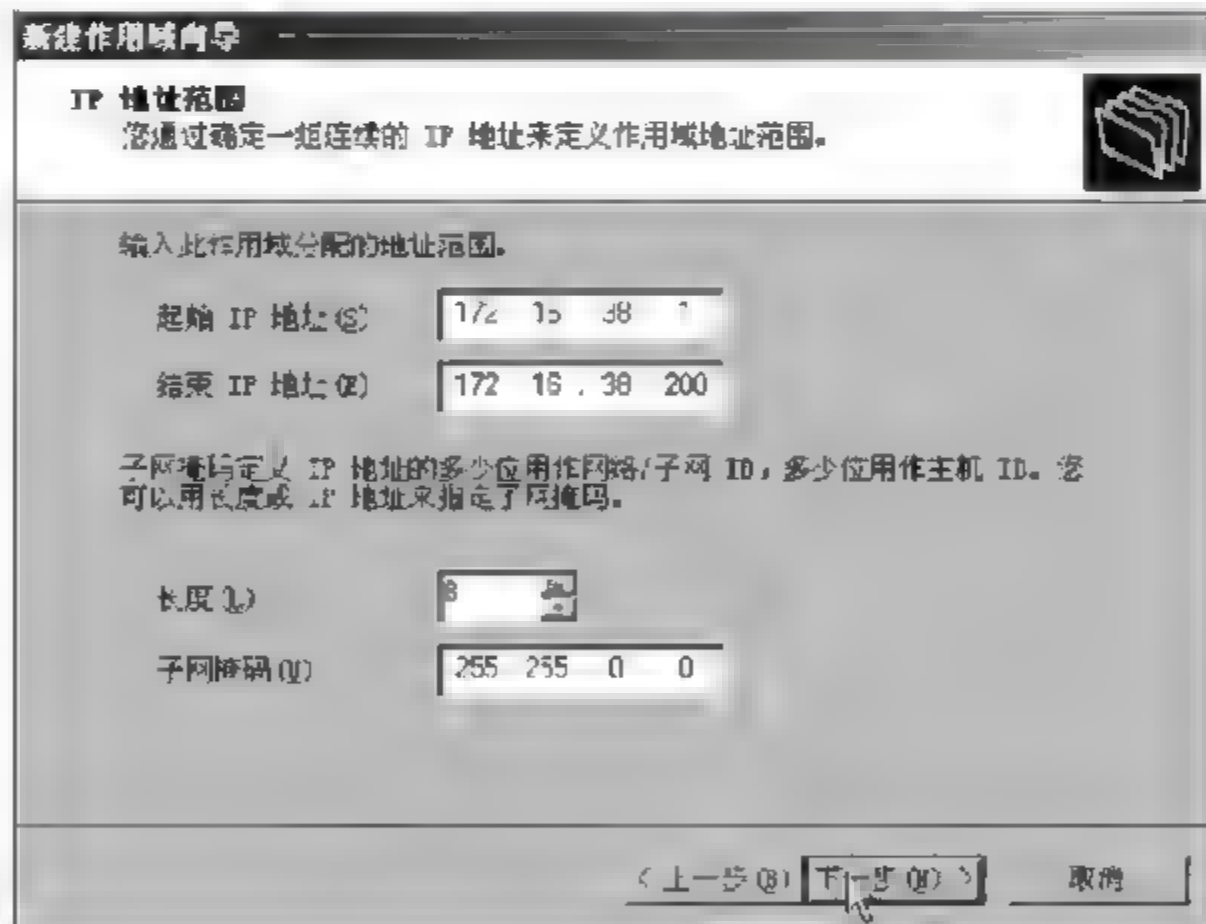 新建作用域向导
IP 地址范围
您通过确定一组连续的 IP 地址来定义作用域地址范围。
输入此作用域分配的地址范围。
起始 IP 地址(S)
172 16 38 1
结束 IP 地址(E)
172 16 . 38 200
子网掩码定义 IP 地址的多少位用作网络/子网 ID，多少位用作主机 ID。您
可以用长度或 IP 地址来指定子网掩码。
长度(L)
子网掩码(U)
255 255 0 0
< 上一步(B)
下一步(N) >
取消